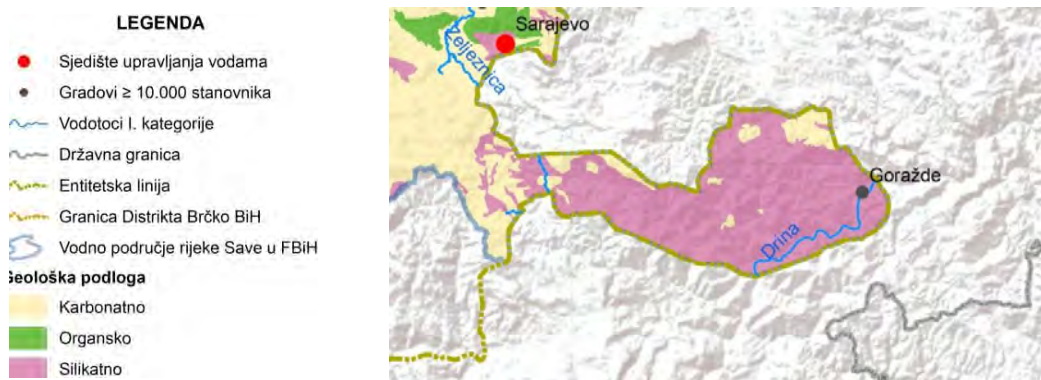 LEGENDA
Sjedište upravljanja vodama
Gradovi ≥ 10.000 stanovnika
Vodotoci I. kategorije
Državna granica
Entitetska linija
Granica Distrikta Brčko BiH
Vodno područje rijeke Save u FBiH
Geološka podloga
Karbonatno
Organsko
Silikatno
Sarajevo
Željeznica
Goražde
Drina